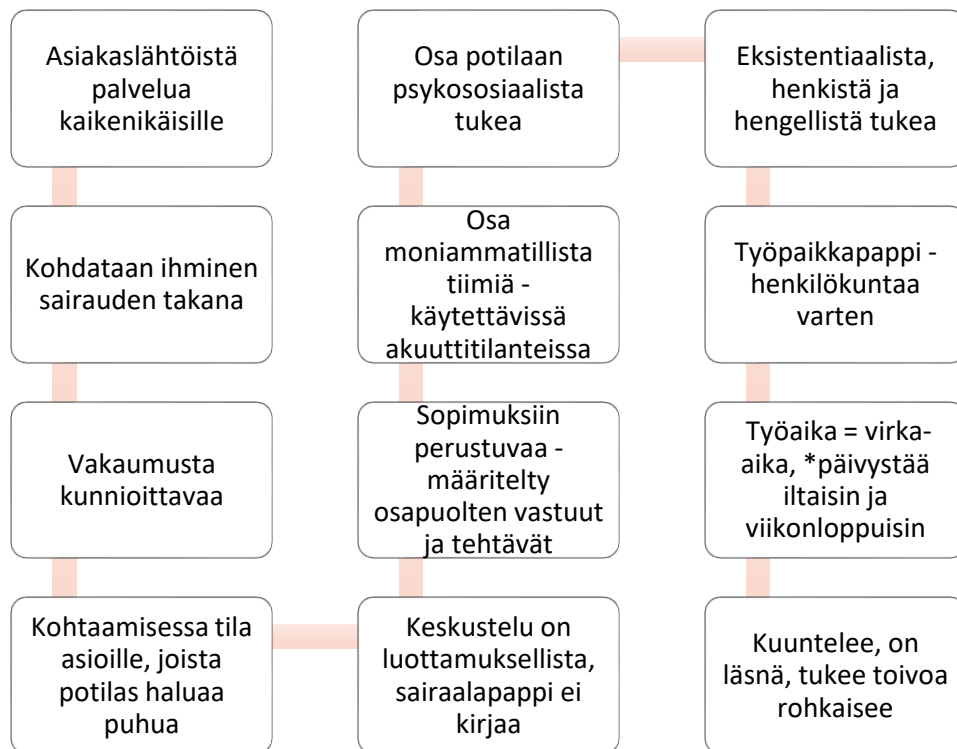 Asiakaslähtöistä
palvelua
kaikenikäisille
Kohdataan ihminen
sairauden takana
Vakaumusta
kunnioittavaa
Kohtaamisessa tila
asioille, joista
potilas haluaa
puhua
Keskustelu on
luottamuksellista,
sairaalapappi ei
kirjaa
Sopimuksiin
perustuvaa -
määritelty
osapuolten vastuut
ja tehtävät
Osa
moniammatillista
tiimiä -
käytettävissä
akuuttitilanteissa
Osa potilaan
psykososiaalista
tukea
Eksistentiaalista,
henkistä ja
hengellistä tukea
Työpaikkapappi -
henkilökuntaa
varten
Työaika = virka-
aika, *päivystää
iltaisin ja
viikonloppuisin
Kuuntelee, on
läsnä, tukee toivoa
rohkaisee